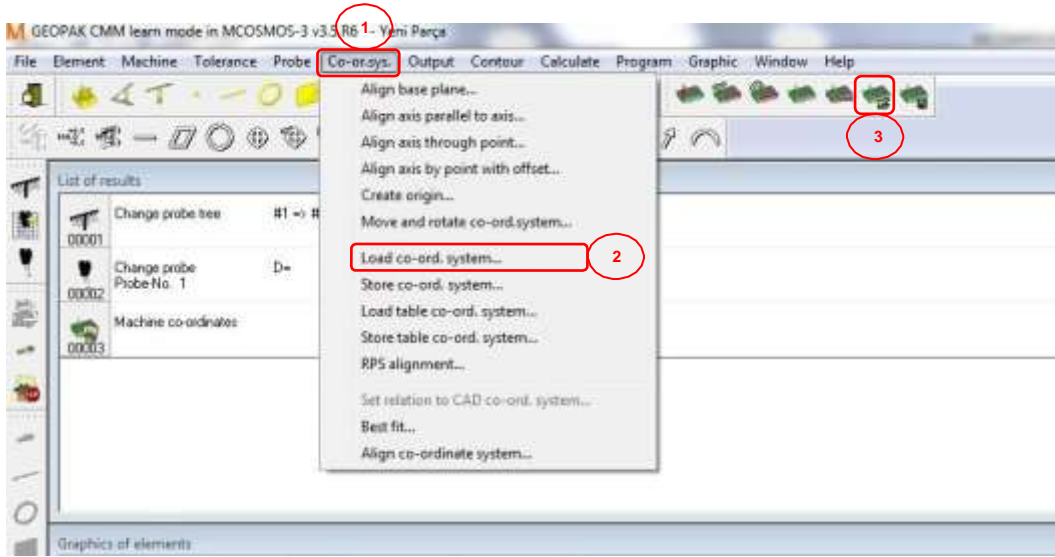 GEOPAK CMM learn mode in MCOSMOS-3 v3.5 R6 - Yeni Parça
1
File Element Machine Tolerance Probe Co-or.sys. Output Contour Calculate Program Graphic Window Help
Align base plane...
Align axis parallel to axis...
Align axis through point...
Align axis by point with offset...
Create origin...
Move and rotate co-ord.system...
Load co-ord. system...
2
Store co-ord. system...
Load table co-ord. system...
Store table co-ord. system...
RPS alignment...
Set relation to CAD co-ord. system...
Best fit...
Align co-ordinate system...
3
List of results
Change probe tree #1 => #
00001
Change probe D=
Probe-No. 1
00002
Machine co-ordinates
00003
Graphics of elements